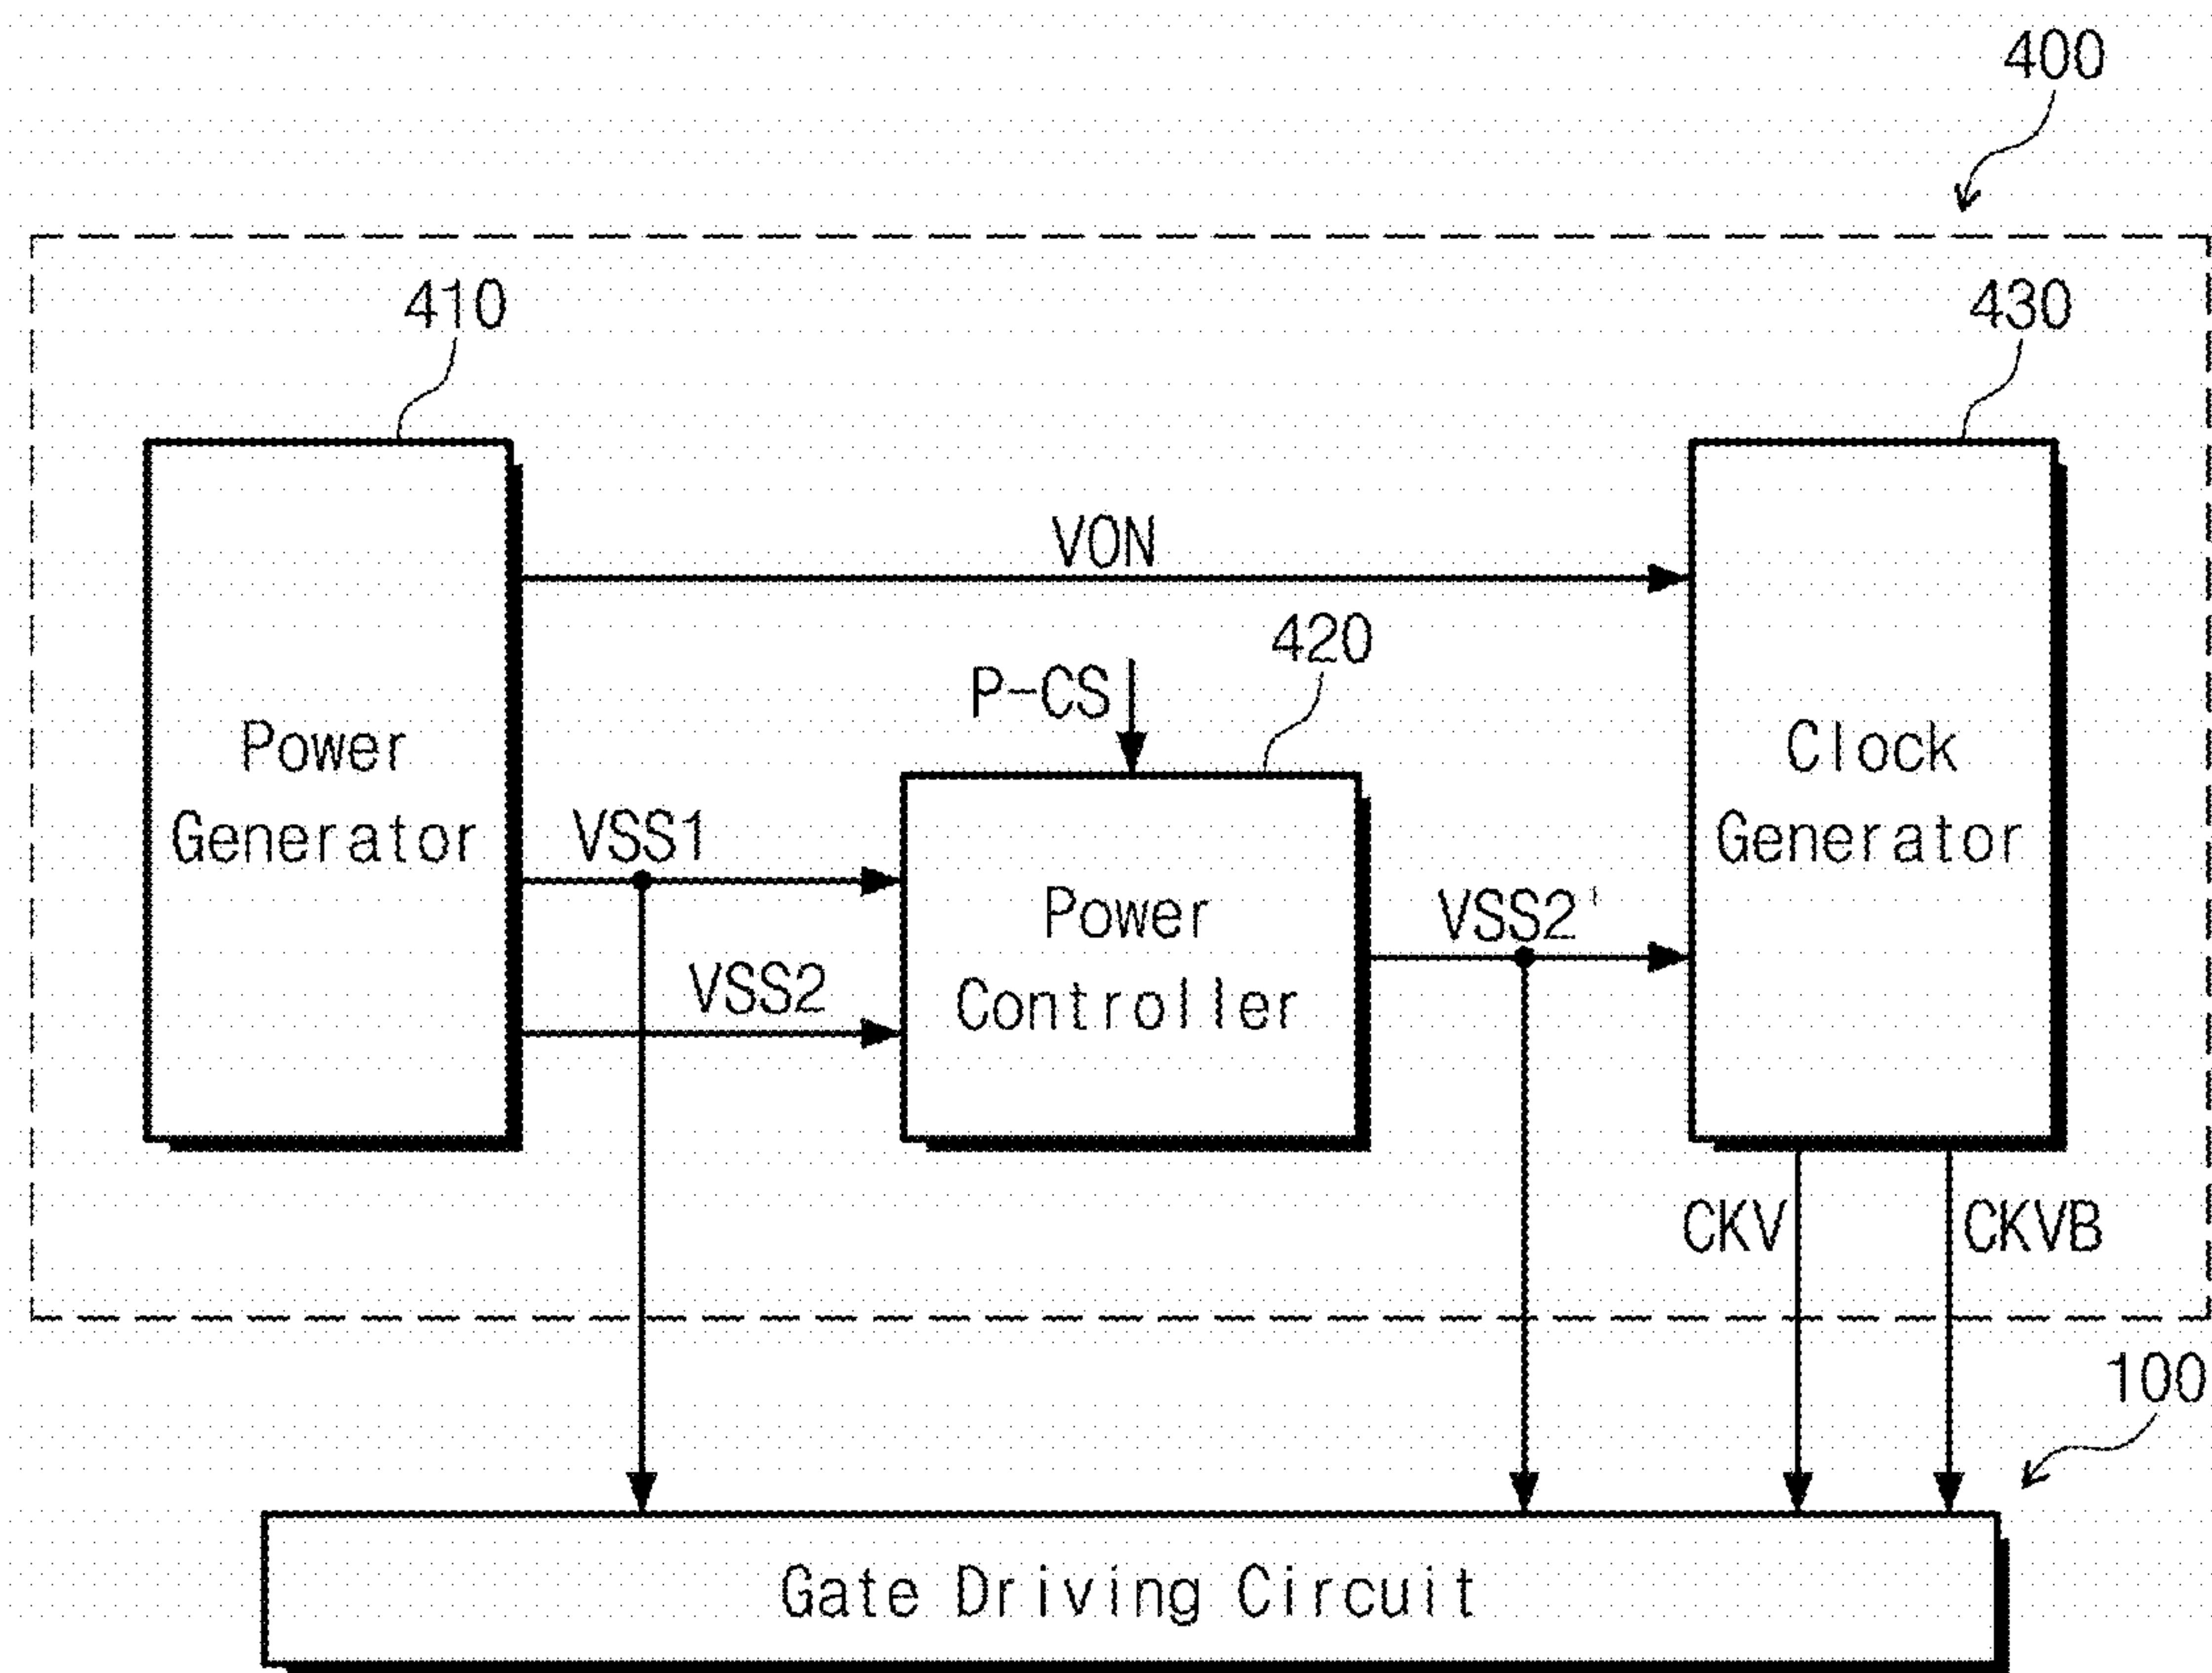 400
410
430
VON
420
P-CS
Power
Generator
Clock
Generator
VSS1
Power
Controller
VSS2'
VSS2
CKV
CKVB
100
Gate Driving Circuit